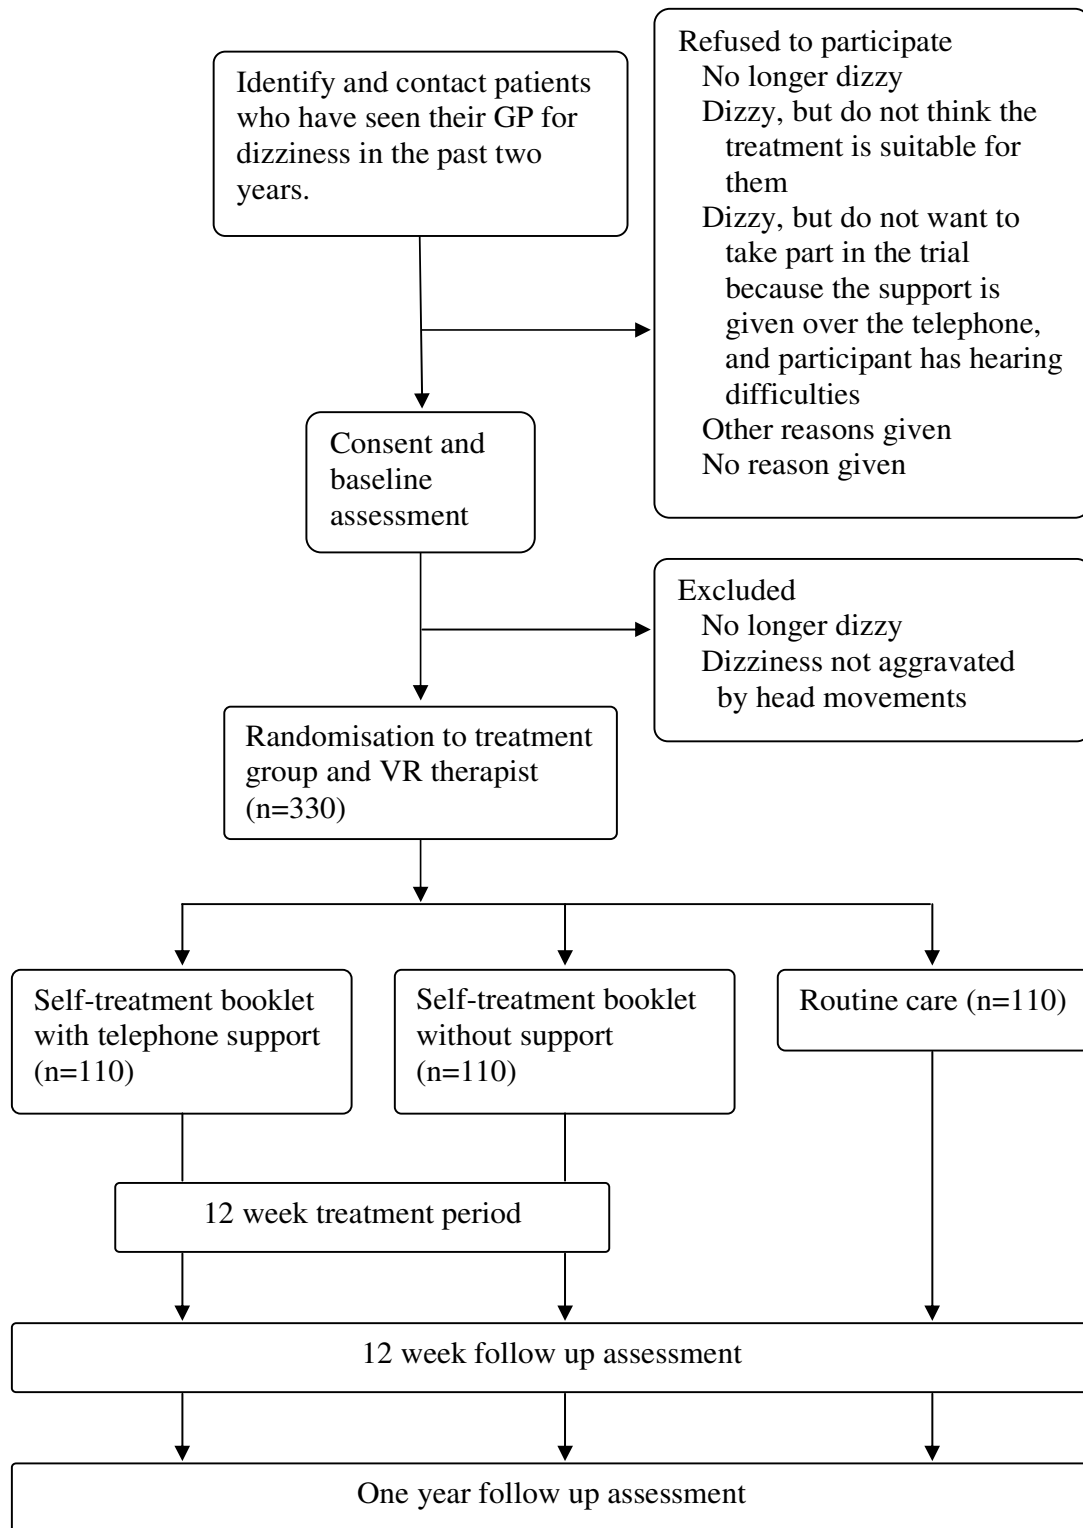 Identify and contact patients
who have seen their GP for
dizziness in the past two
years.
Refused to participate
No longer dizzy
Dizzy, but do not think the
treatment is suitable for
them
Dizzy, but do not want to
take part in the trial
because the support is
given over the telephone,
and participant has hearing
difficulties
Other reasons given
No reason given
Consent and
baseline
assessment
Excluded
No longer dizzy
Dizziness not aggravated
by head movements
Randomisation to treatment
group and VR therapist
(n=330)
Self-treatment booklet
with telephone support
(n=110)
Self-treatment booklet
without support
(n=110)
Routine care (n=110)
12 week treatment period
12 week follow up assessment
One year follow up assessment